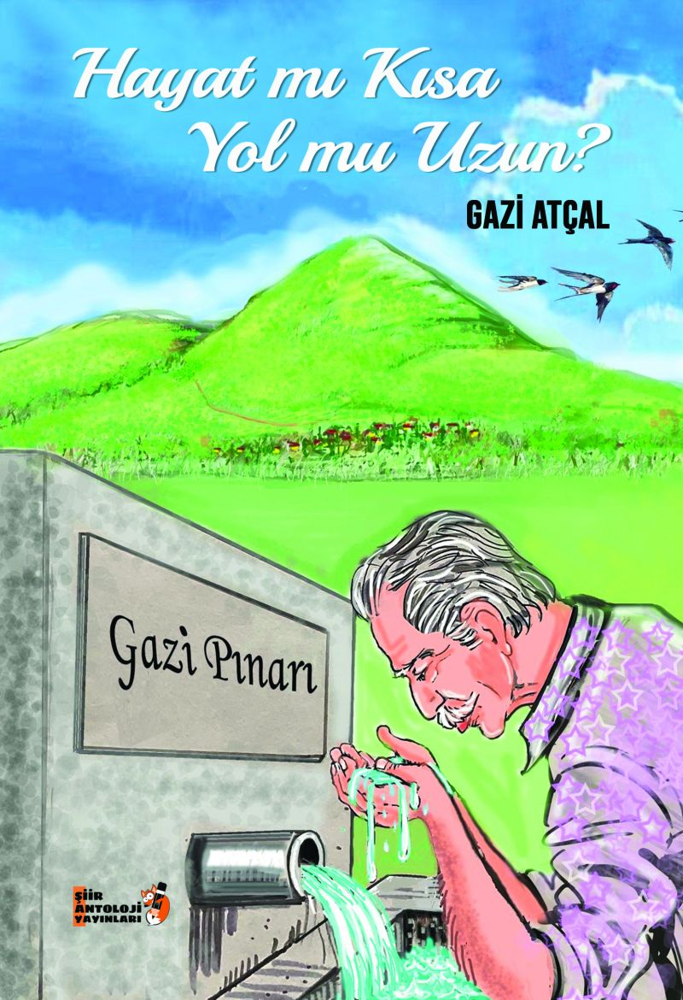 Hayat mı Kısa
Yol mu Uzun?
GAZİ ATÇAL
Gazi Pınarı
ŞİİR
ANTOLOJİ
YAYINLARI